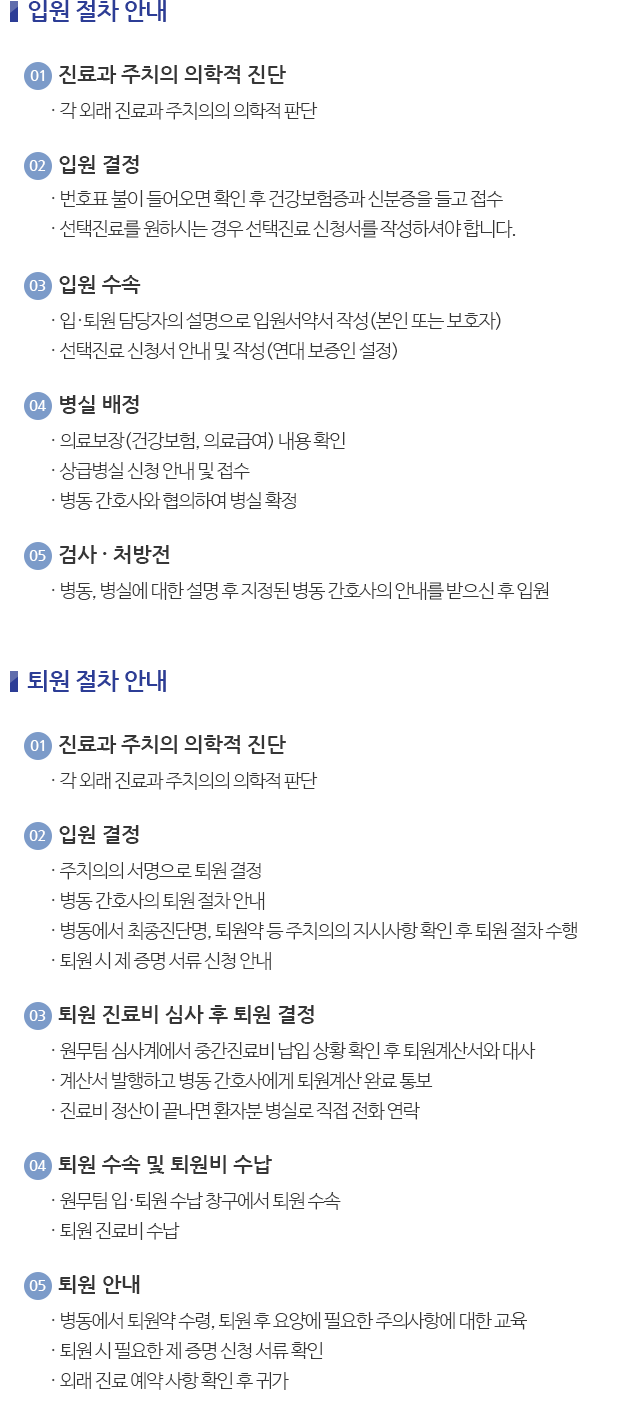 입원 절차 안내
01 진료과 주치의 의학적 진단
· 각 외래 진료과 주치의의 의학적 판단
02 입원 결정
· 번호표 불이 들어오면 확인 후 건강보험증과 신분증을 들고 접수
· 선택진료를 원하시는 경우 선택진료 신청서를 작성하셔야 합니다.
03 입원 수속
· 입·퇴원 담당자의 설명으로 입원서약서 작성(본인 또는 보호자)
· 선택진료 신청서 안내 및 작성(연대 보증인 설정)
04 병실 배정
· 의료보장(건강보험, 의료급여) 내용 확인
· 상급병실 신청 안내 및 접수
· 병동 간호사와 협의하여 병실 확정
05 검사 · 처방전
· 병동, 병실에 대한 설명 후 지정된 병동 간호사의 안내를 받으신 후 입원
퇴원 절차 안내
01 진료과 주치의 의학적 진단
· 각 외래 진료과 주치의의 의학적 판단
02 입원 결정
· 주치의의 서명으로 퇴원 결정
· 병동 간호사의 퇴원 절차 안내
· 병동에서 최종진단명, 퇴원약 등 주치의의 지시사항 확인 후 퇴원 절차 수행
· 퇴원 시 제 증명 서류 신청 안내
03 퇴원 진료비 심사 후 퇴원 결정
· 원무팀 심사계에서 중간진료비 납입 상황 확인 후 퇴원계산서와 대사
· 계산서 발행하고 병동 간호사에게 퇴원계산 완료 통보
· 진료비 정산이 끝나면 환자분 병실로 직접 전화 연락
04 퇴원 수속 및 퇴원비 수납
· 원무팀 입·퇴원 수납 창구에서 퇴원 수속
· 퇴원 진료비 수납
05 퇴원 안내
· 병동에서 퇴원약 수령, 퇴원 후 요양에 필요한 주의사항에 대한 교육
· 퇴원 시 필요한 제 증명 신청 서류 확인
· 외래 진료 예약 사항 확인 후 귀가